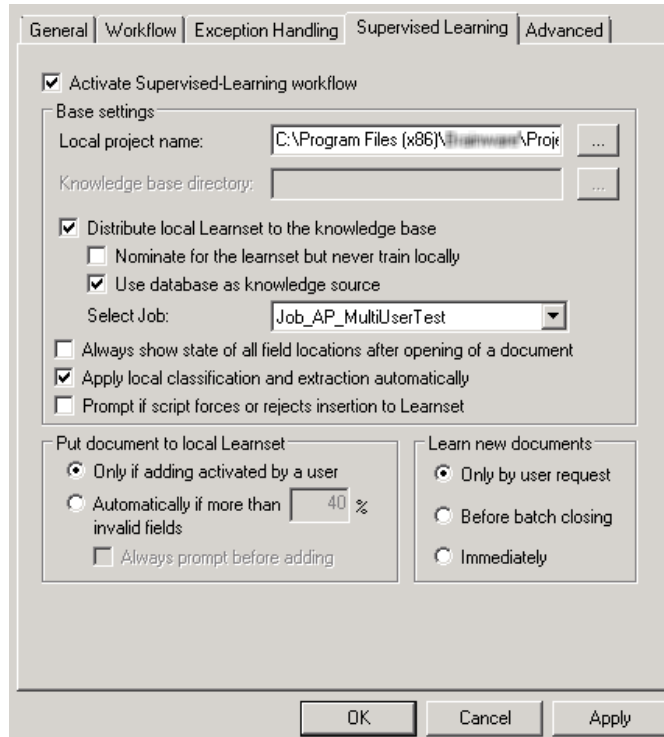 General Workflow Exception Handling Supervised Learning Advanced
Activate Supervised-Learning workflow
Base settings
Local project name: C:\Program Files (x86)\ \Proje ...
Knowledge base directory: ...
Distribute local Learnset to the knowledge base
Nominate for the learnset but never train locally
Use database as knowledge source
Select Job: Job_AP_MultiUserTest
Always show state of all field locations after opening of a document
Apply local classification and extraction automatically
Prompt if script forces or rejects insertion to Learnset
Put document to local Learnset
Only if adding activated by a user
Automatically if more than 40 %
invalid fields
Always prompt before adding
Learn new documents
Only by user request
Before batch closing
Immediately
OK Cancel Apply